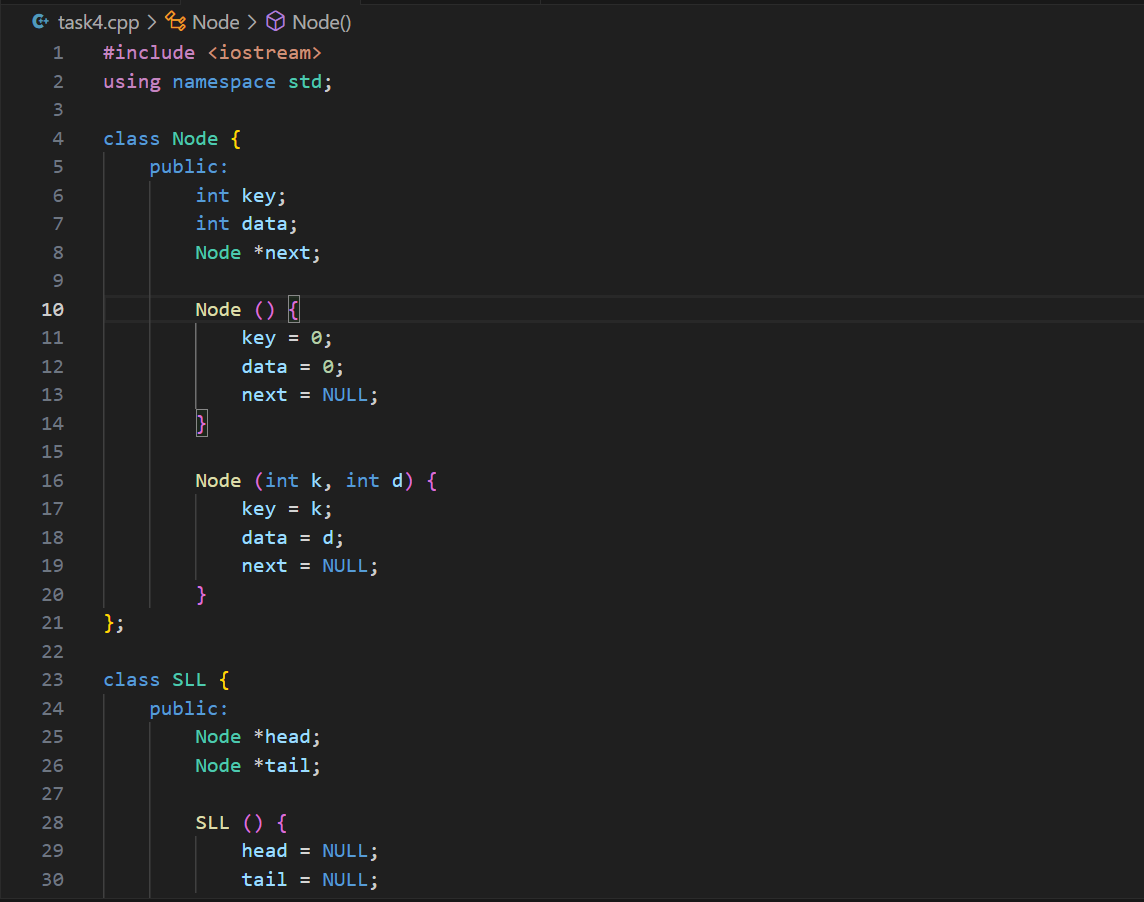 task4.cpp > Node > Node()
1 #include <iostream>
2 using namespace std;
3
4 class Node {
5     public:
6         int key;
7         int data;
8         Node *next;
9
10         Node () {
11             key = 0;
12             data = 0;
13             next = NULL;
14         }
15
16         Node (int k, int d) {
17             key = k;
18             data = d;
19             next = NULL;
20         }
21 };
22
23 class SLL {
24     public:
25         Node *head;
26         Node *tail;
27
28         SLL () {
29             head = NULL;
30             tail = NULL;